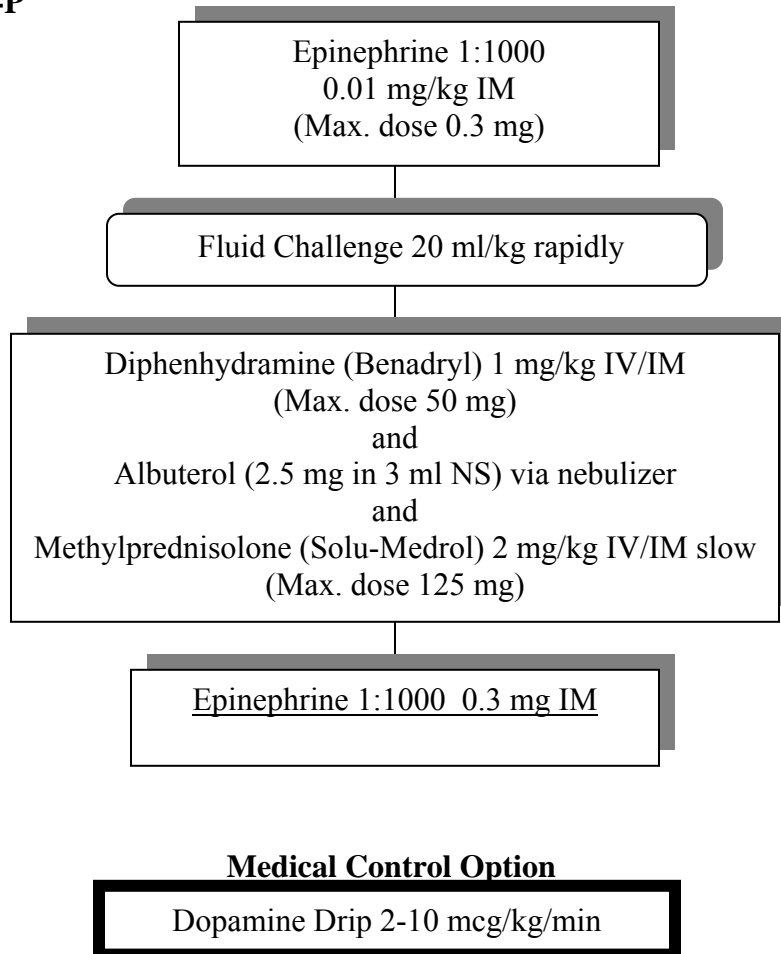 Epinephrine 1:1000
0.01 mg/kg IM
(Max. dose 0.3 mg)
Fluid Challenge 20 ml/kg rapidly
Diphenhydramine (Benadryl) 1 mg/kg IV/IM
(Max. dose 50 mg)
and
Albuterol (2.5 mg in 3 ml NS) via nebulizer
and
Methylprednisolone (Solu-Medrol) 2 mg/kg IV/IM slow
(Max. dose 125 mg)
Epinephrine 1:1000  0.3 mg IM
Medical Control Option
Dopamine Drip 2-10 mcg/kg/min